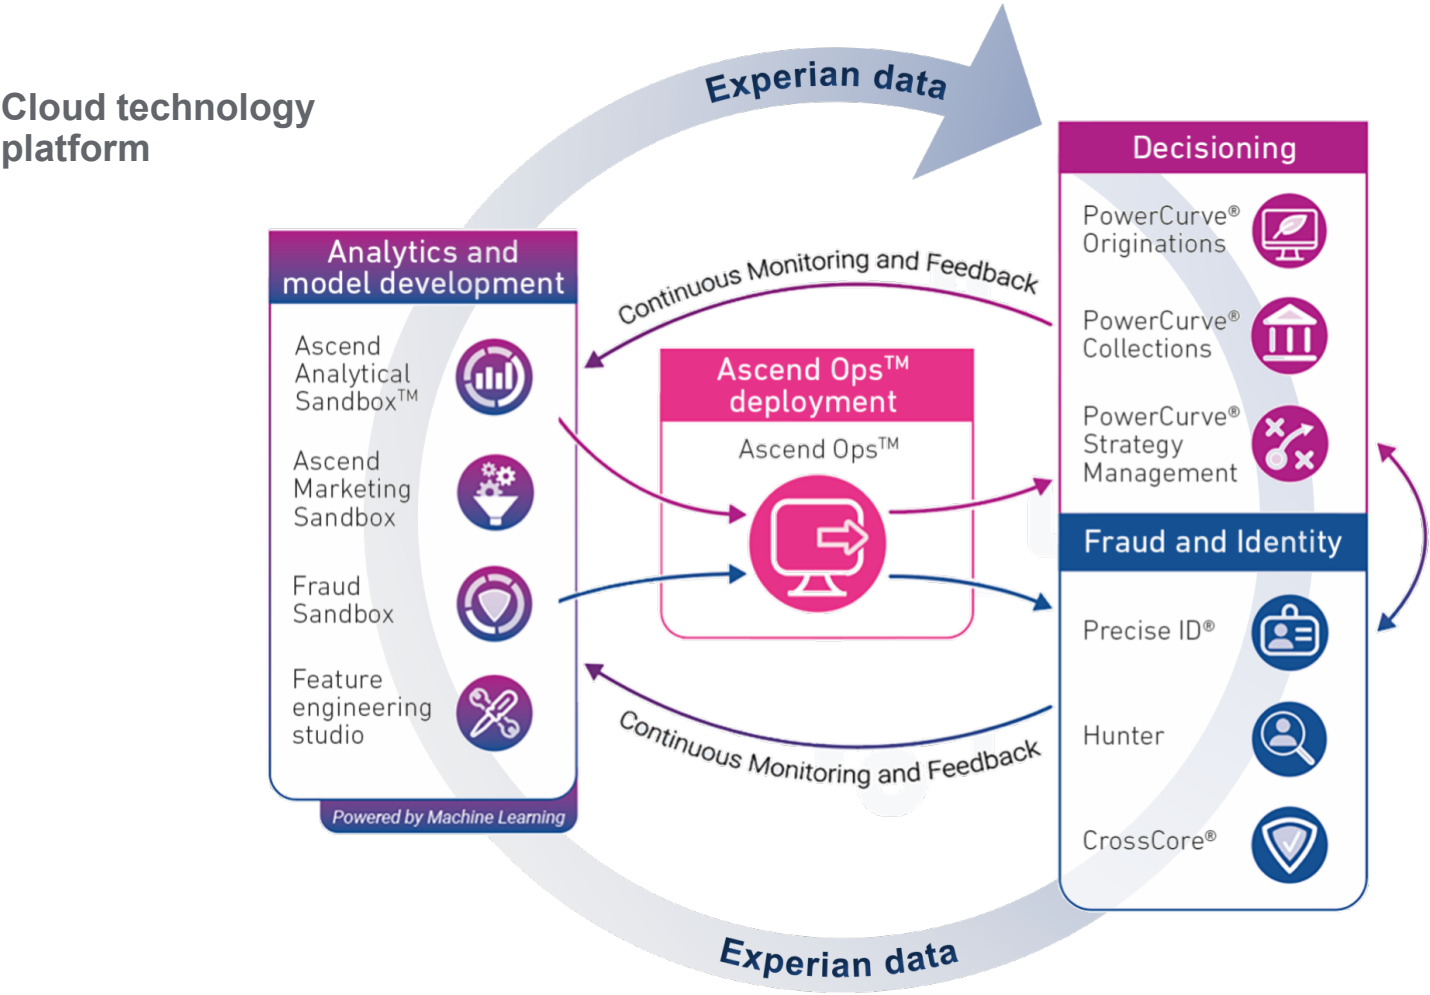 Cloud technology
platform
Experian data
Analytics and
model development
Ascend
Analytical
Sandbox™
Ascend
Marketing
Sandbox
Fraud
Sandbox
Feature
engineering
studio
Powered by Machine Learning
Continuous Monitoring and Feedback
Ascend Ops™
deployment
Ascend Ops™
Continuous Monitoring and Feedback
Decisioning
PowerCurve®
Originations
PowerCurve®
Collections
PowerCurve®
Strategy
Management
Fraud and Identity
Precise ID®
Hunter
CrossCore®
Experian data